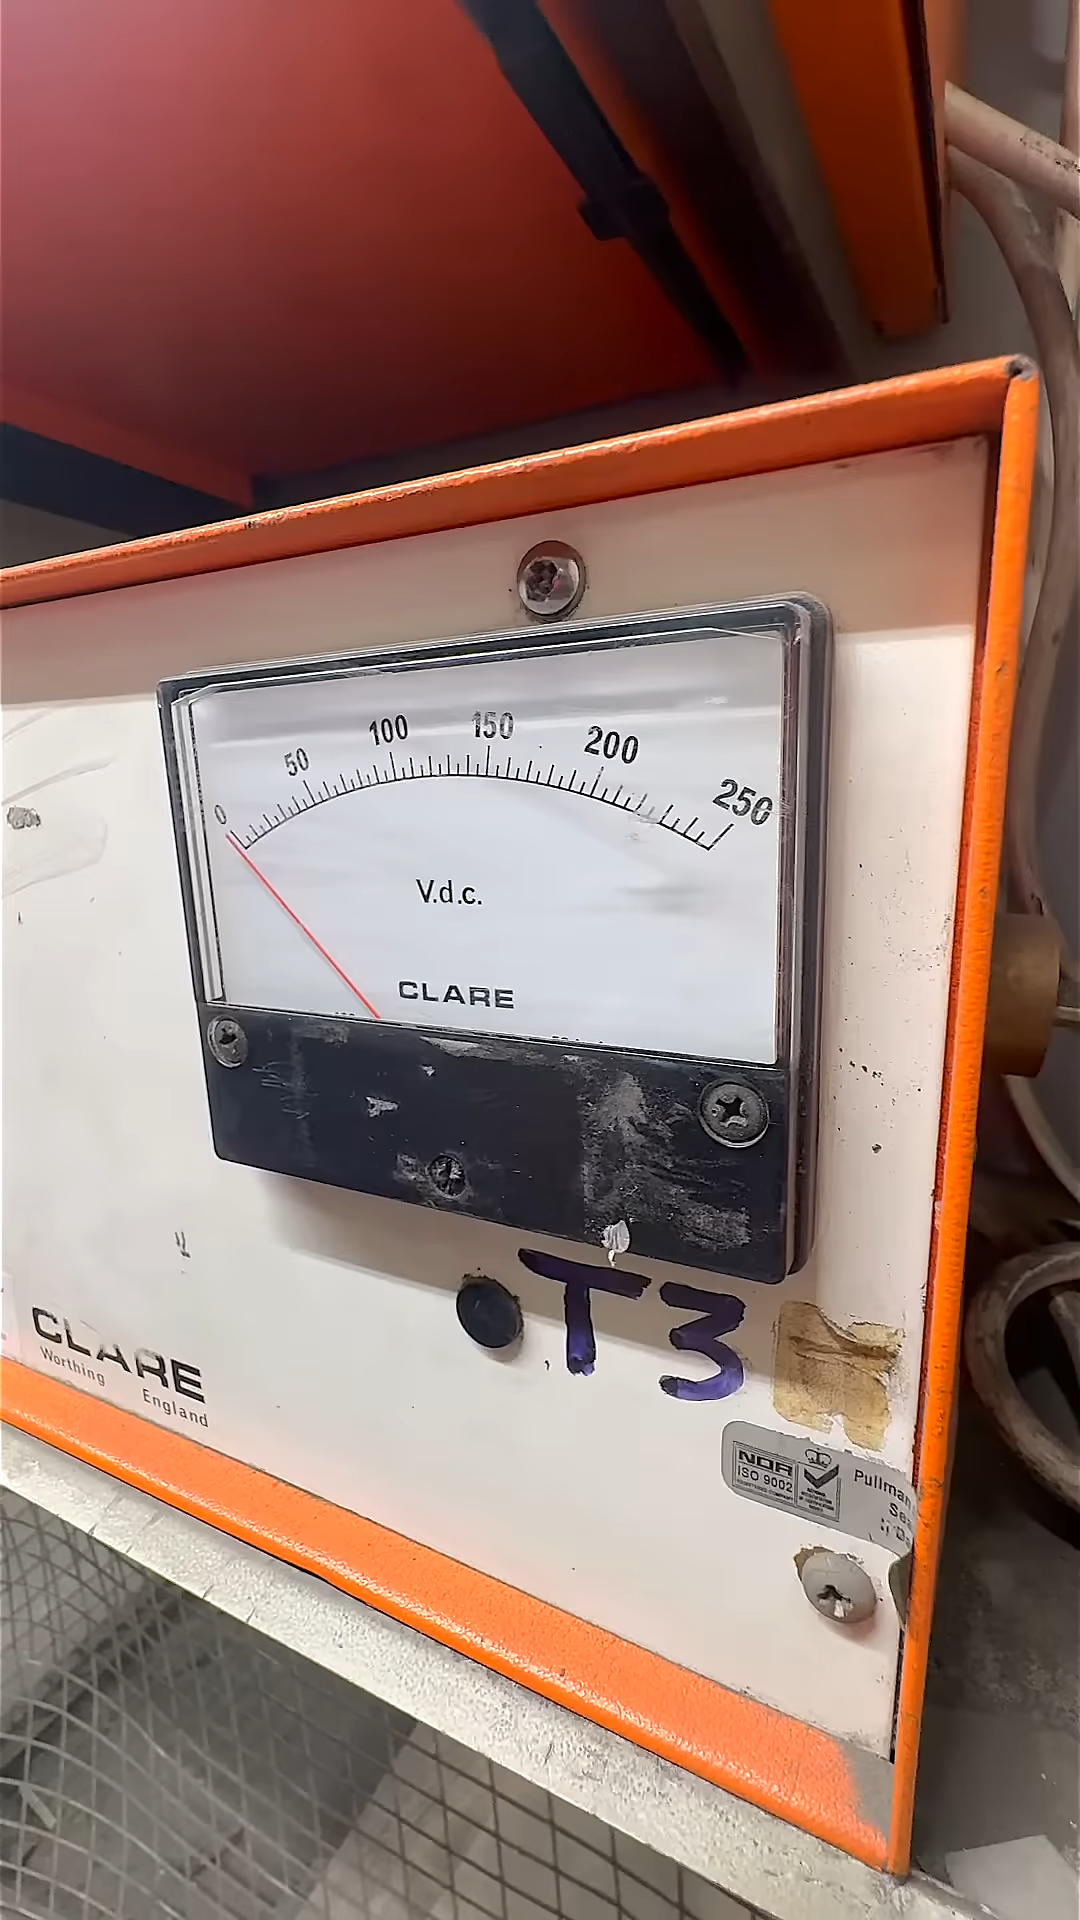 0 50 100 150 200 250
V.d.c.
CLARE
T3
CLARE
Worthing
England
NQA
ISO 9002
Pullman